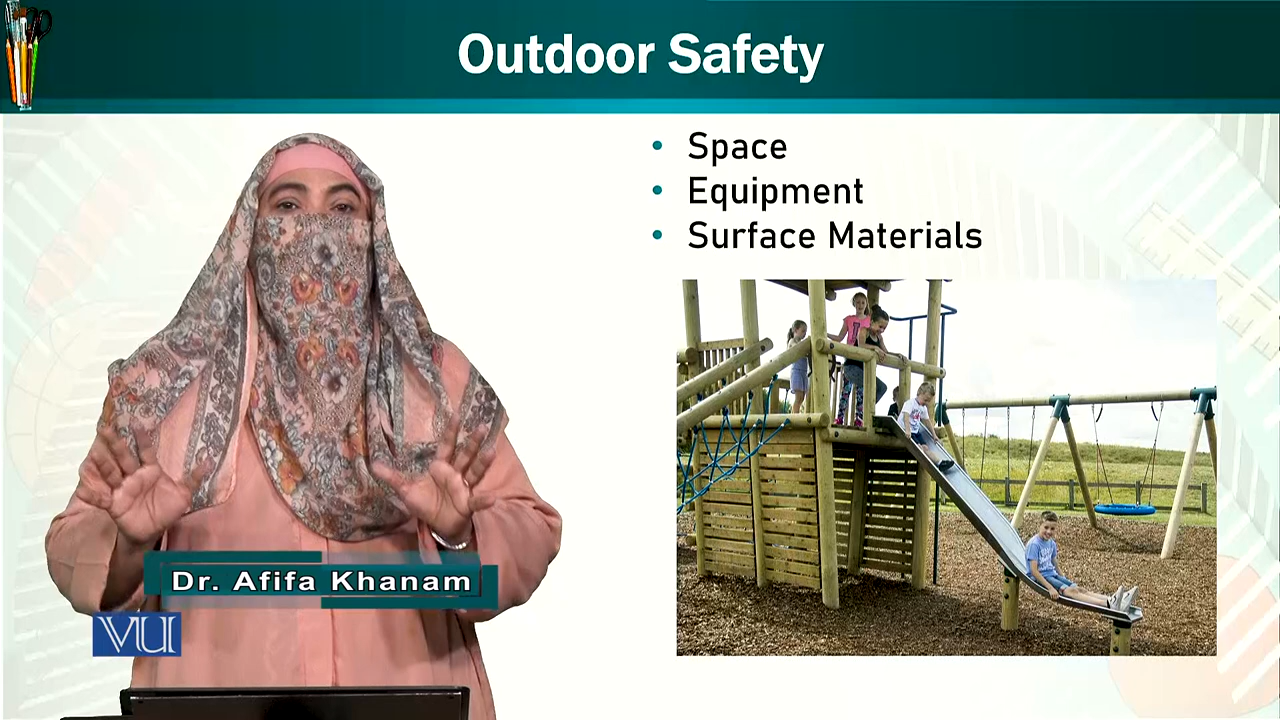 Outdoor Safety
• Space
• Equipment
• Surface Materials
Dr. Afifa Khanam
VU